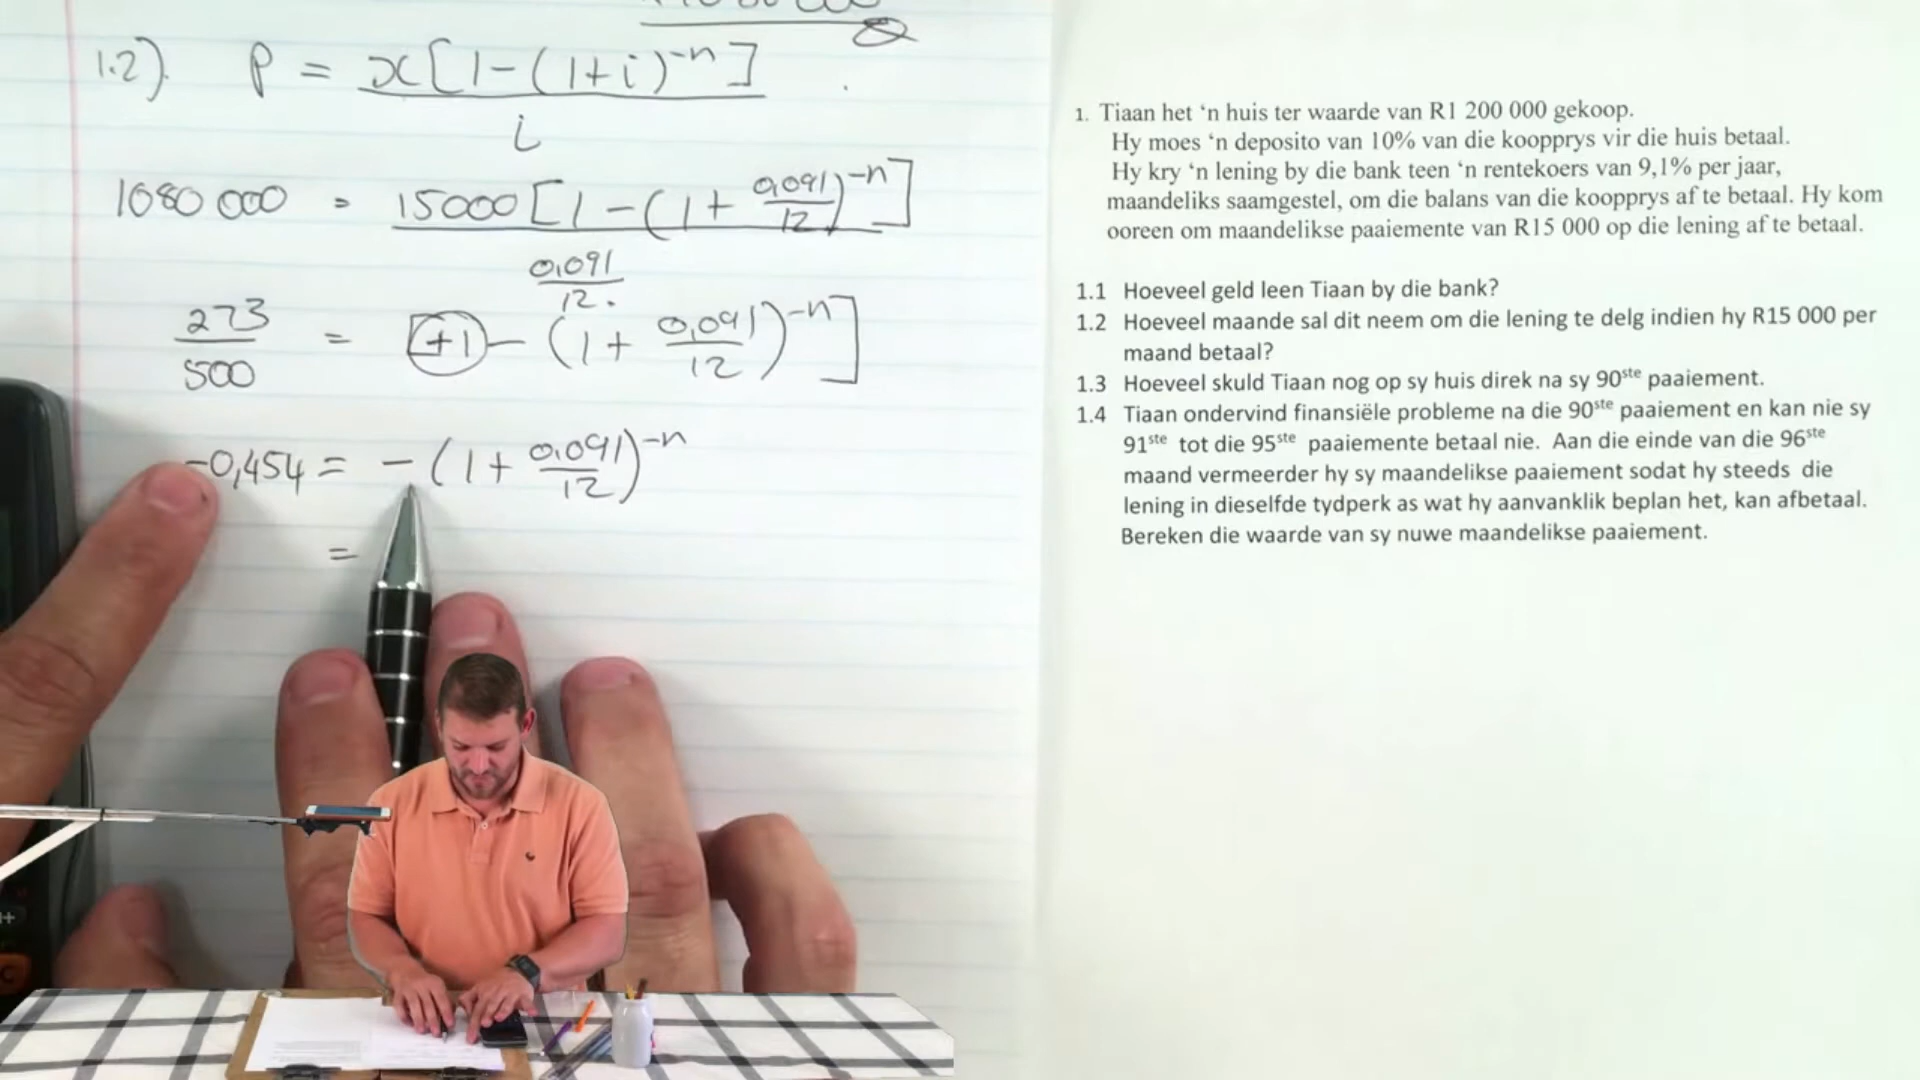 1.2). P = x[1-(1+i)^-n]
i
1080 000 = 15000[1-(1+0,091/12)^-n]
0,091/12.
273/500 = +1 - (1+0,091/12)^-n]
-0,454 = -(1+0,091/12)^-n
=
1. Tiaan het ‘n huis ter waarde van R1 200 000 gekoop.
Hy moes ‘n deposito van 10% van die koopprys vir die huis betaal.
Hy kry ‘n lening by die bank teen ‘n rentekoers van 9,1% per jaar,
maandeliks saamgestel, om die balans van die koopprys af te betaal. Hy kom
ooreen om maandelikse paaiemente van R15 000 op die lening af te betaal.
1.1 Hoeveel geld leen Tiaan by die bank?
1.2 Hoeveel maande sal dit neem om die lening te delg indien hy R15 000 per
maand betaal?
1.3 Hoeveel skuld Tiaan nog op sy huis direk na sy 90ste paaiement.
1.4 Tiaan ondervind finansiële probleme na die 90ste paaiement en kan nie sy
91ste tot die 95ste paaiemente betaal nie. Aan die einde van die 96ste
maand vermeerder hy sy maandelikse paaiement sodat hy steeds die
lening in dieselfde tydperk as wat hy aanvanklik beplan het, kan afbetaal.
Bereken die waarde van sy nuwe maandelikse paaiement.